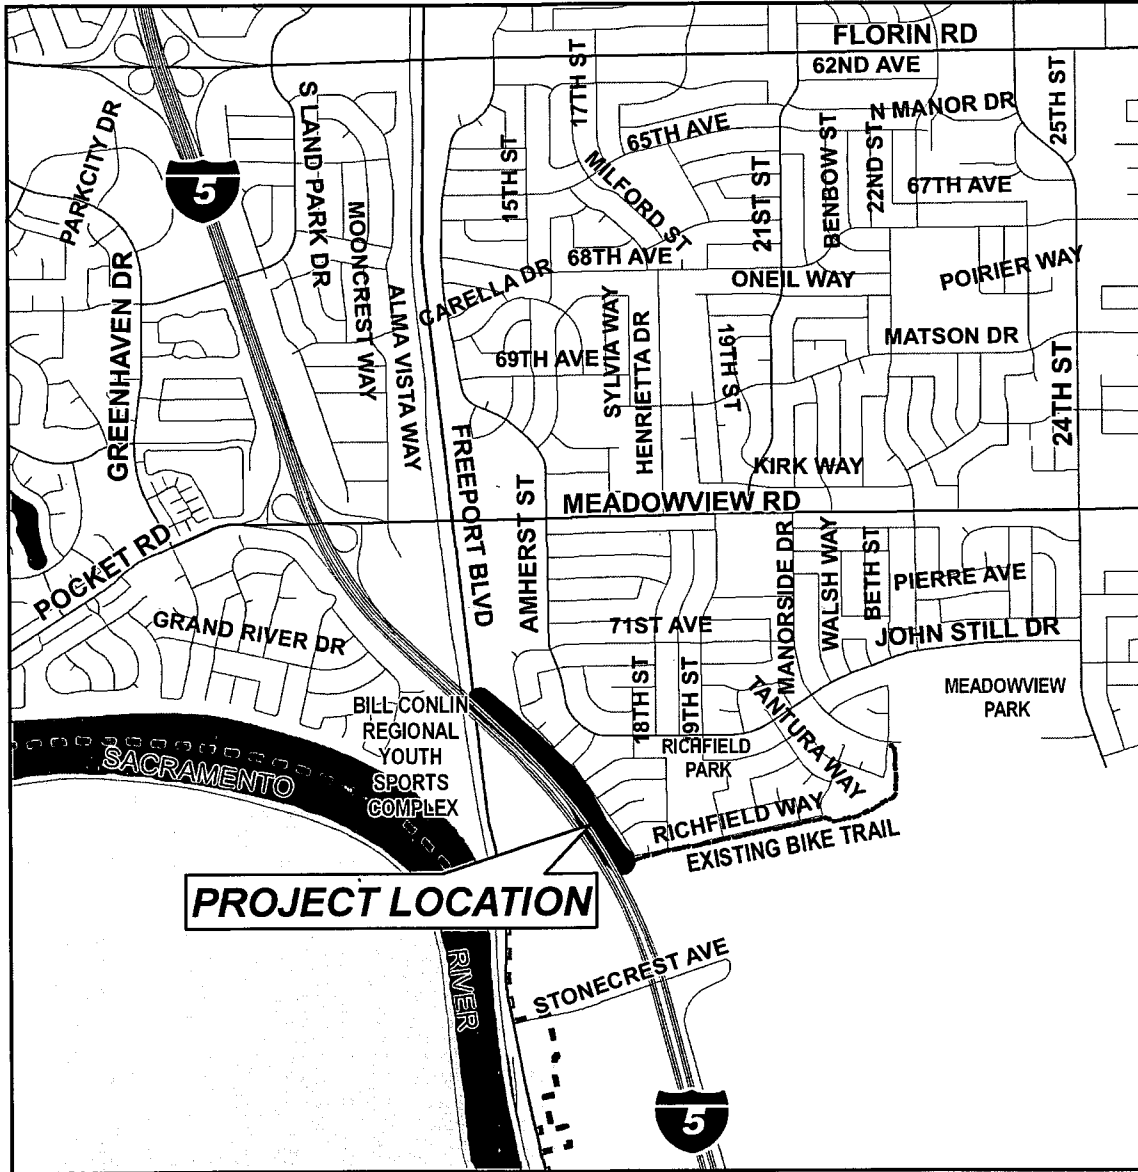 FLORIN RD
62ND AVE
17TH ST
25TH ST
S LAND PARK DR
N MANOR DR
PARKCITY DR
65TH AVE
15TH ST
BENBOW ST
22ND ST
5
MILFORD ST
21ST ST
67TH AVE
MOONCREST WAY
68TH AVE
ONEIL WAY
POIRIER WAY
GREENHAVEN DR
CARELLA DR
ALMA VISTA WAY
SYLVIA WAY
HENRIETTA DR
19TH ST
MATSON DR
69TH AVE
24TH ST
FREEPORT BLVD
KIRK WAY
AMHERST ST
MEADOWVIEW RD
POCKET RD
MANORSIDE DR
WALSH WAY
BETH ST
PIERRE AVE
GRAND RIVER DR
71ST AVE
JOHN STILL DR
18TH ST
19TH ST
TANTURA WAY
MEADOWVIEW
PARK
BILL CONLIN
REGIONAL
YOUTH
SPORTS
COMPLEX
RICHFIELD
PARK
SACRAMENTO
RICHFIELD WAY
EXISTING BIKE TRAIL
PROJECT LOCATION
RIVER
STONECREST AVE
5